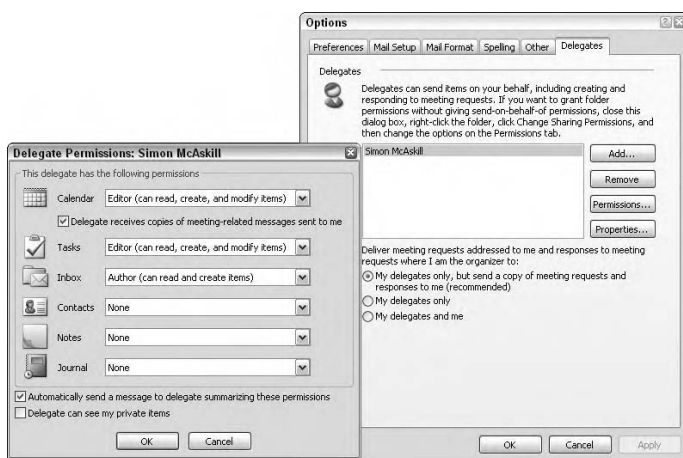 Options
Preferences Mail Setup Mail Format Spelling Other Delegates
Delegates
Delegates can send items on your behalf, including creating and
responding to meeting requests. If you want to grant folder
permissions without giving send-on-behalf-of permissions, close this
dialog box, right-click the folder, click Change Sharing Permissions, and
then change the options on the Permissions tab.
Simon McAskill
Add...
Remove
Permissions...
Properties...
Deliver meeting requests addressed to me and responses to meeting
requests where I am the organizer to:
My delegates only, but send a copy of meeting requests and
responses to me (recommended)
My delegates only
My delegates and me
OK Cancel Apply
Delegate Permissions: Simon McAskill
This delegate has the following permissions
Calendar Editor (can read, create, and modify items)
Delegate receives copies of meeting-related messages sent to me
Tasks Editor (can read, create, and modify items)
Inbox Author (can read and create items)
Contacts None
Notes None
Journal None
Automatically send a message to delegate summarizing these permissions
Delegate can see my private items
OK Cancel